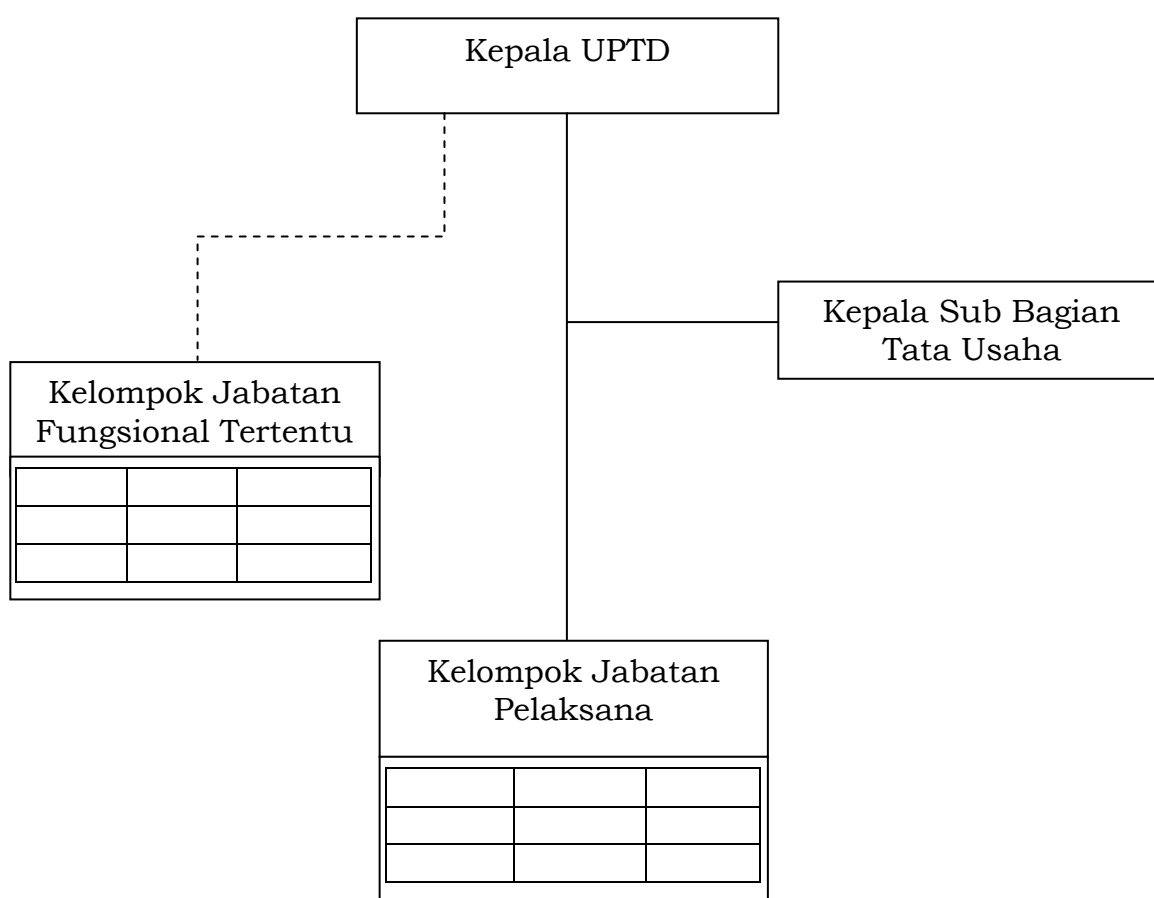 Kepala UPTD
Kepala Sub Bagian
Tata Usaha
Kelompok Jabatan
Fungsional Tertentu
Kelompok Jabatan
Pelaksana